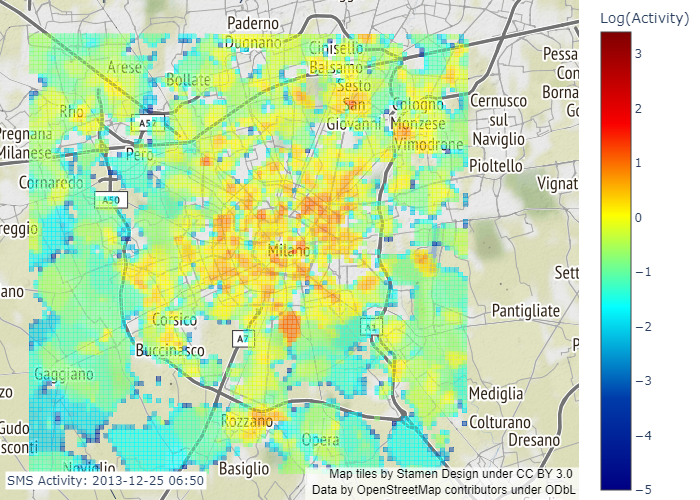 Paderno
Dugnano
Cinisello
Balsamo
Arese
Bollate
Sesto
San
Giovanni
Rho
A52
Cologno
Monzese
Vimodrone
Cernusco
sul
Naviglio
Pioltello
Pessa
Con
Borna
Go
Vignat
Pregnana
Milanese
Pero
Cornaredo
A50
reggio
Milano
ano
Sett
Pantigliate
Corsico
A7
A1
Buccinasco
P
Gaggiano
zo
Mediglia
Rozzano
Colturano
Dresano
Gudo
sconti
Opera
Noviglio
Basiglio
SMS Activity: 2013-12-25 06:50
Map tiles by Stamen Design under CC BY 3.0
Data by OpenStreetMap contributors under ODbL
Log(Activity)
3
2
1
0
−1
−2
−3
−4
−5